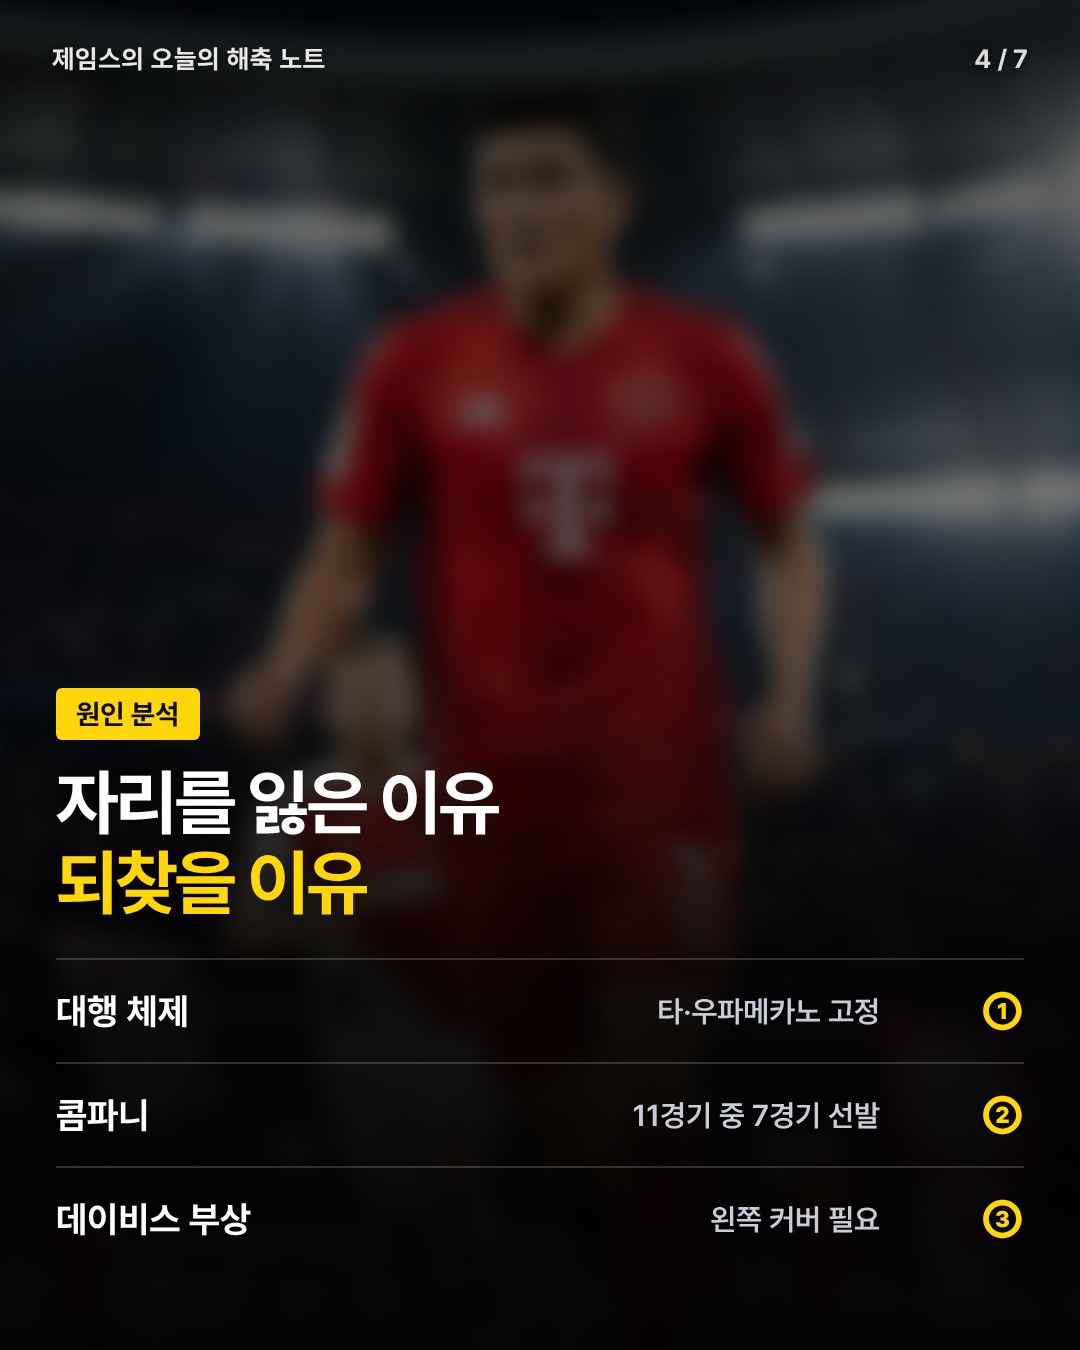 제임스의 오늘의 해축 노트
4 / 7
원인 분석
자리를 잃은 이유
되찾을 이유
대행 체제 타·우파메카노 고정 ①
콤파니 11경기 중 7경기 선발 ②
데이비스 부상 왼쪽 커버 필요 ③